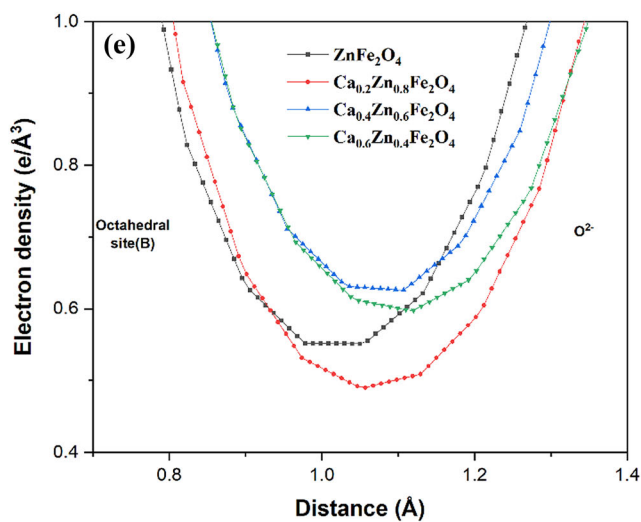 (e)
ZnFe₂O₄
Ca₀.₂Zn₀.₈Fe₂O₄
Ca₀.₄Zn₀.₆Fe₂O₄
Ca₀.₆Zn₀.₄Fe₂O₄
Octahedral
site(B)
O²⁻
Electron density (e/Å³)
1.0
0.8
0.6
0.4
0.8
1.0
1.2
1.4
Distance (Å)